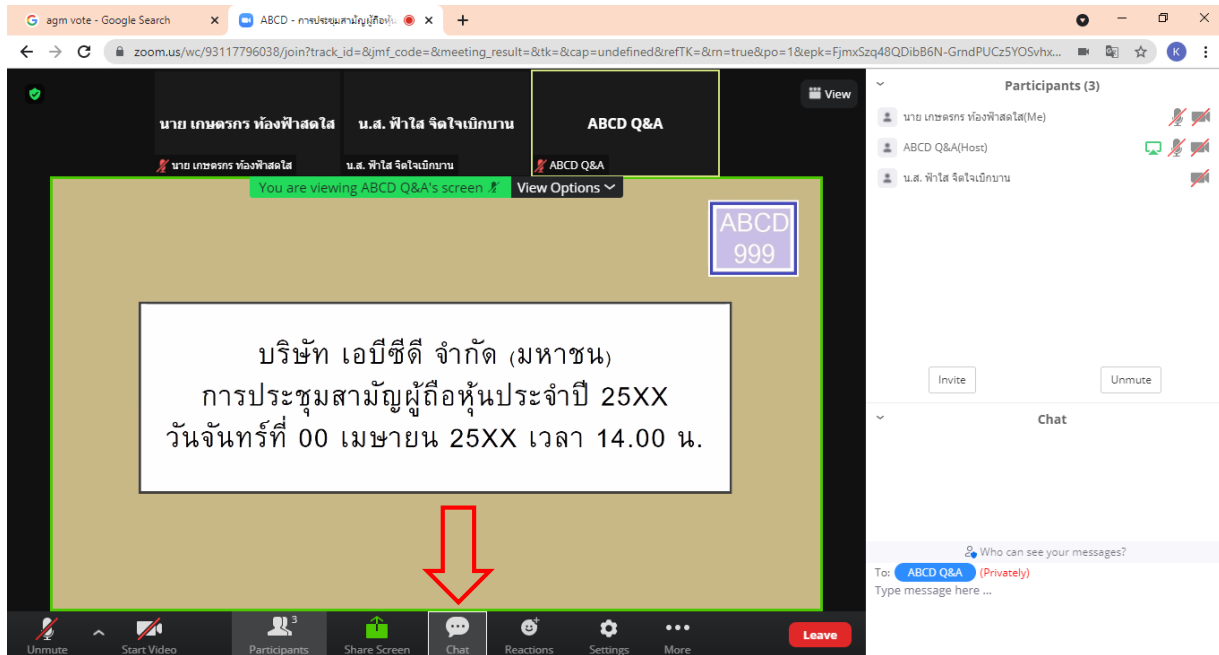 agm vote - Google Search
ABCD - การประชุมสามัญผู้ถือหุ้
zoom.us/wc/93117796038/join?track_id=&jmf_code=&meeting_result=&tk=&cap=undefined&refTK=&rn=true&po=1&epk=FjmxSzq48QDibB6N-GrndPUCz5YOSvhx...
K
นาย เกษตรกร ท้องฟ้าสดใส
น.ส. ฟ้าใส จิตใจเบิกบาน
ABCD Q&A
View
นาย เกษตรกร ท้องฟ้าสดใส
น.ส. ฟ้าใส จิตใจเบิกบาน
ABCD Q&A
You are viewing ABCD Q&A's screen
View Options
ABCD
999
บริษัท เอบีซีดี จำกัด (มหาชน)
การประชุมสามัญผู้ถือหุ้นประจำปี 25XX
วันจันทร์ที่ 00 เมษายน 25XX เวลา 14.00 น.
Unmute
Start Video
3
Participants
Share Screen
Chat
Reactions
Settings
More
Leave
Participants (3)
นาย เกษตรกร ท้องฟ้าสดใส(Me)
ABCD Q&A(Host)
น.ส. ฟ้าใส จิตใจเบิกบาน
Invite
Unmute
Chat
Who can see your messages?
To: ABCD Q&A (Privately)
Type message here ...